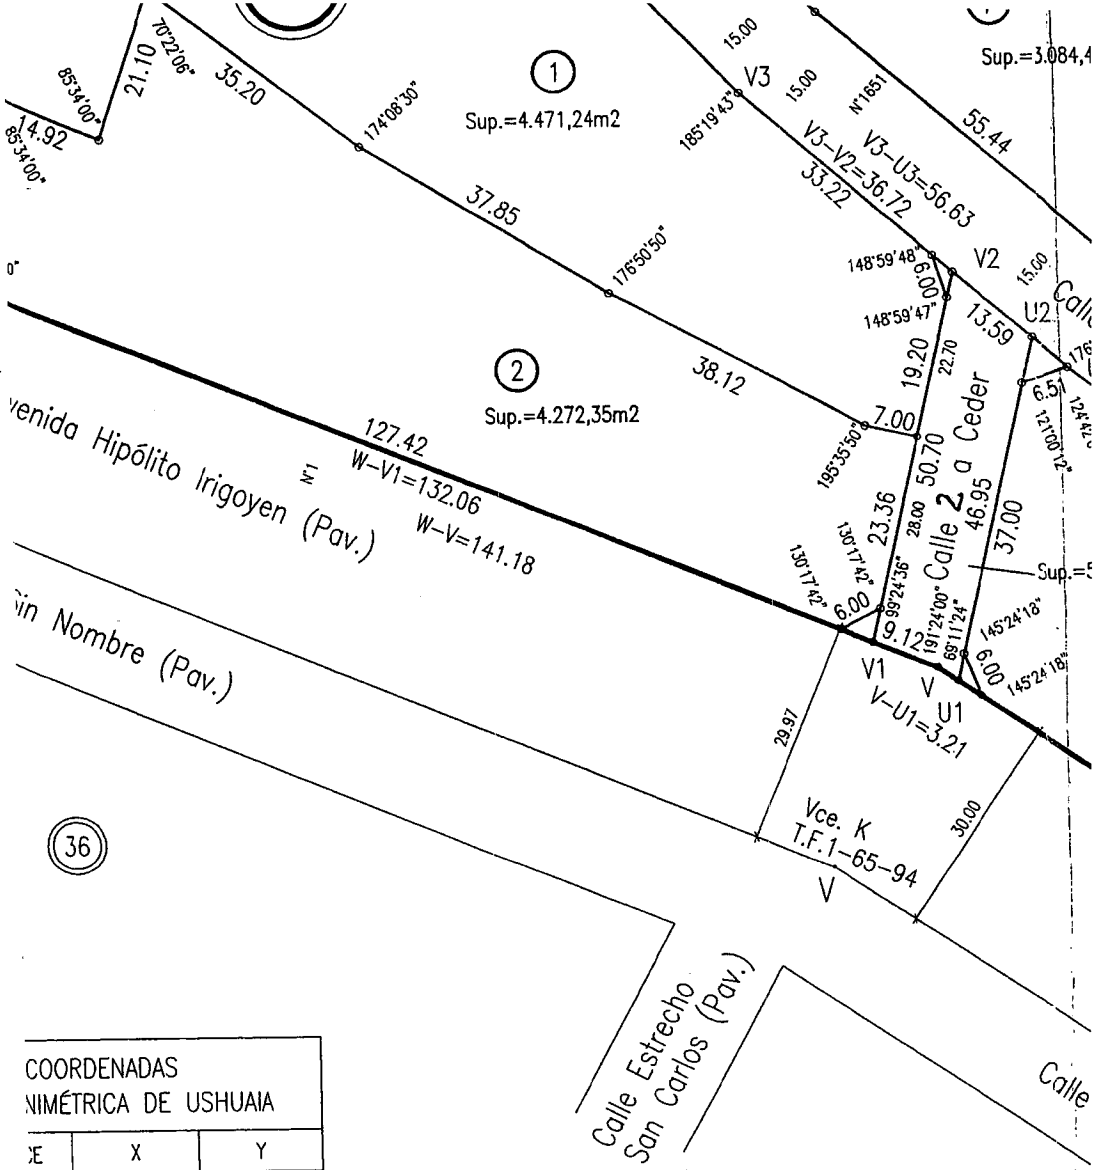 21.10
70°22'06"
85°34'00"
14.92
85°34'00"
35.20
174°08'30"
1
Sup.=4.471,24m2
15.00
V3
15.00
N°1651
Sup.=3.084,4
55.44
185°19'43"
V3-V2=36.72
V3-U3=56.63
33.22
37.85
176°50'50"
148°59'48"
6.00
V2
15.00
148°59'47"
13.59
U2
19.20
22.70
6.51
121°00'12"
38.12
2
Sup.=4.272,35m2
7.00
195°35'50"
50.70
23.36
28.00
Calle 2 a Ceder
46.95
37.00
127.42
W-V1=132.06
W-V=141.18
N°1
venida Hipólito Irigoyen (Pav.)
in Nombre (Pav.)
130°17'42"
130°17'42"
6.00
99°24'36"
9.12
191°24'00"
69°11'24"
145°24'18"
6.00
145°24'18"
V1
V
U1
V-U1=3.21
29.97
30.00
Vce. K
T.F.1-65-94
V
36
Calle Estrecho
San Carlos (Pav.)
Calle
COORDENADAS
NIMÉTRICA DE USHUAIA
CE X Y